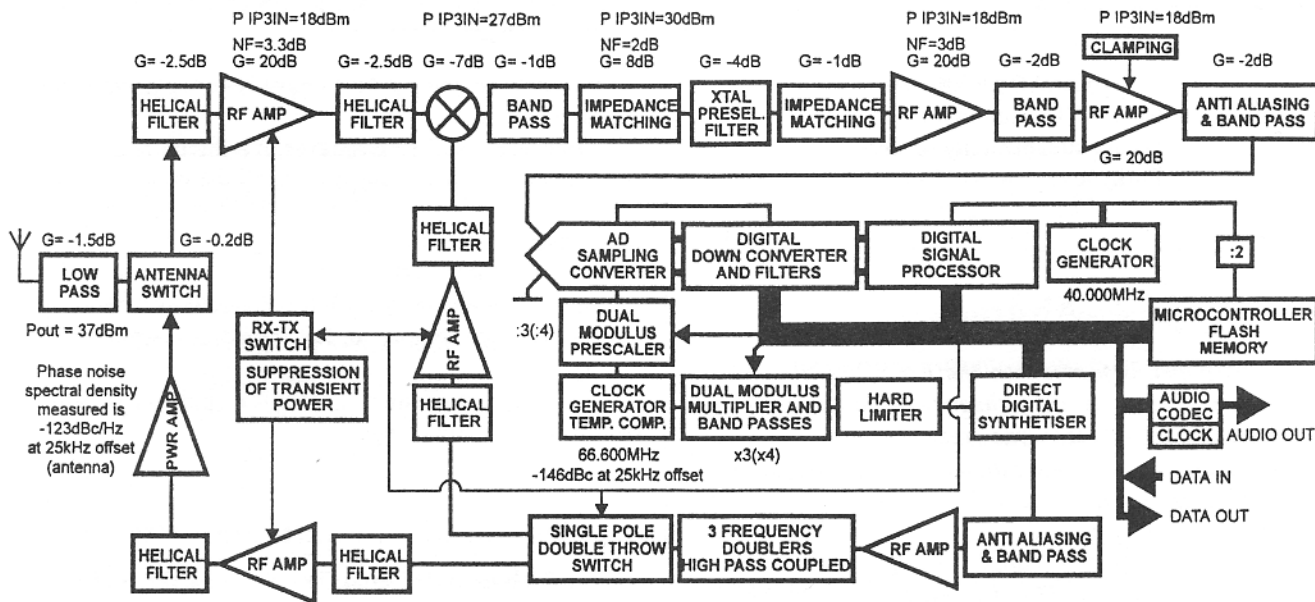 P IP3IN=18dBm
P IP3IN=27dBm
P IP3IN=30dBm
P IP3IN=18dBm
P IP3IN=18dBm
NF=3.3dB
NF=2dB
NF=3dB
CLAMPING
G= -2.5dB
G= 20dB
G= -2.5dB
G= -7dB
G= -1dB
G= 8dB
G= -4dB
G= -1dB
G= 20dB
G= -2dB
G= -2dB
HELICAL
FILTER
RF AMP
HELICAL
FILTER
BAND
PASS
IMPEDANCE
MATCHING
XTAL
PRESEL.
FILTER
IMPEDANCE
MATCHING
RF AMP
BAND
PASS
RF AMP
ANTI ALIASING
& BAND PASS
G= 20dB
HELICAL
FILTER
AD
SAMPLING
CONVERTER
DIGITAL
DOWN CONVERTER
AND FILTERS
DIGITAL
SIGNAL
PROCESSOR
CLOCK
GENERATOR
:2
40.000MHz
G= -1.5dB
G= -0.2dB
LOW
PASS
ANTENNA
SWITCH
Pout = 37dBm
RX-TX
SWITCH
SUPPRESSION
OF TRANSIENT
POWER
RF AMP
:3(:4)
DUAL
MODULUS
PRESCALER
MICROCONTROLLER
FLASH
MEMORY
Phase noise
spectral density
measured is
-123dBc/Hz
at 25kHz offset
(antenna)
PWR AMP
HELICAL
FILTER
CLOCK
GENERATOR
TEMP. COMP.
DUAL MODULUS
MULTIPLIER AND
BAND PASSES
HARD
LIMITER
DIRECT
DIGITAL
SYNTHETISER
AUDIO
CODEC
CLOCK
AUDIO OUT
66.600MHz
x3(x4)
-146dBc at 25kHz offset
DATA IN
DATA OUT
HELICAL
FILTER
RF AMP
HELICAL
FILTER
SINGLE POLE
DOUBLE THROW
SWITCH
3 FREQUENCY
DOUBLERS
HIGH PASS COUPLED
RF AMP
ANTI ALIASING
& BAND PASS